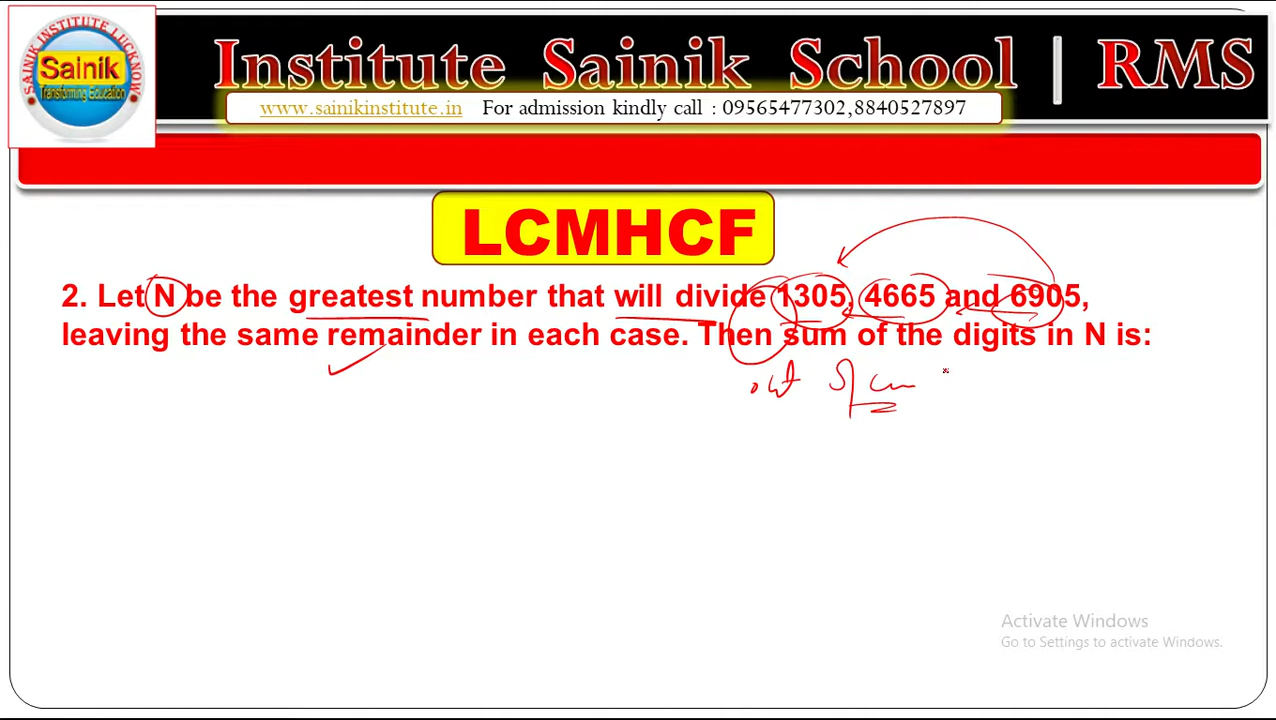 SAINIK INSTITUTE LUCKNOW
Sainik
Transforming Education
Institute Sainik School | RMS
www.sainikinstitute.in For admission kindly call : 09565477302,8840527897
LCMHCF
2. Let N be the greatest number that will divide 1305, 4665 and 6905,
leaving the same remainder in each case. Then sum of the digits in N is:
out
Activate Windows
Go to Settings to activate Windows.